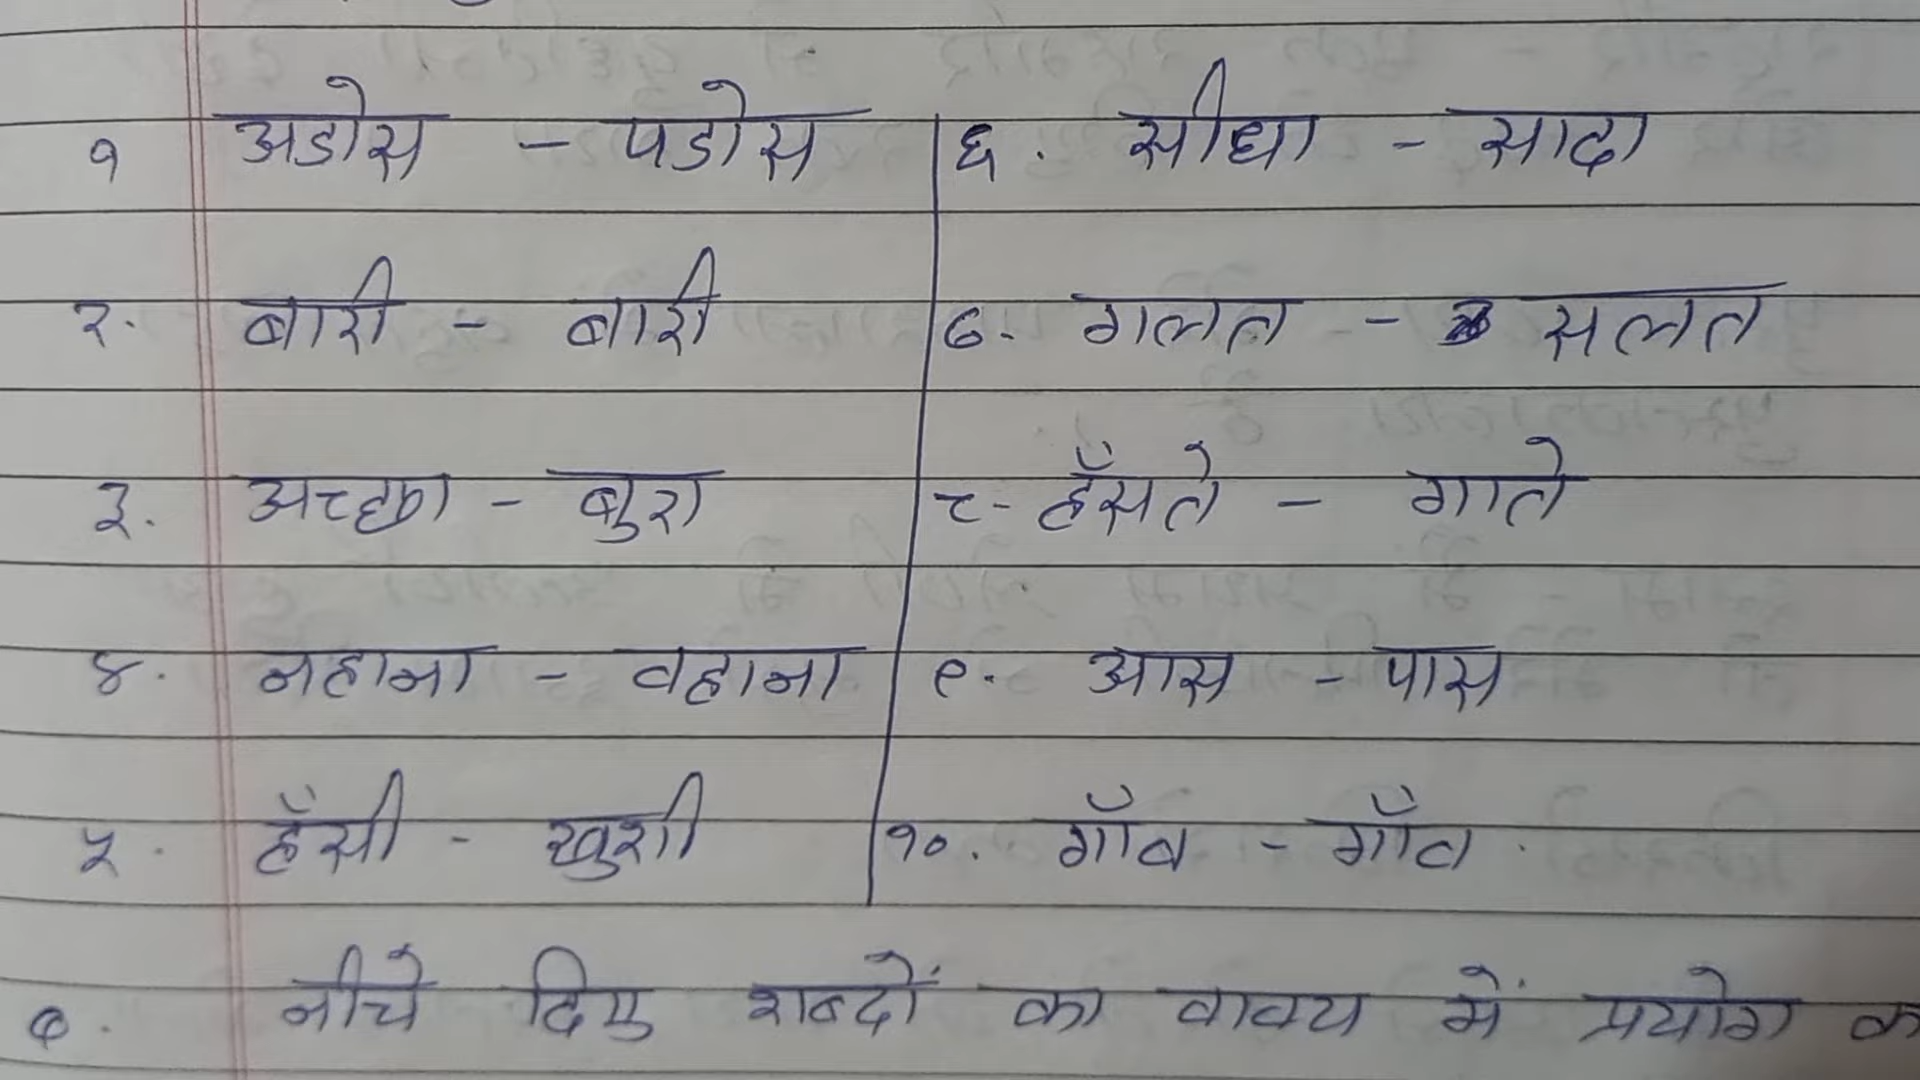 १ अडोस - पडोस
२. बारी - बारी
३. अच्छा - बुरा
४. नहाना - वहाना
५. हँसी - खुशी
६. सीधा - सादा
७. गलत - सलत
८- हँसते - गाते
९. आस - पास
१०. गाँव - गाँव
नीचे दिए शब्दों का वाक्य में प्रयोग क